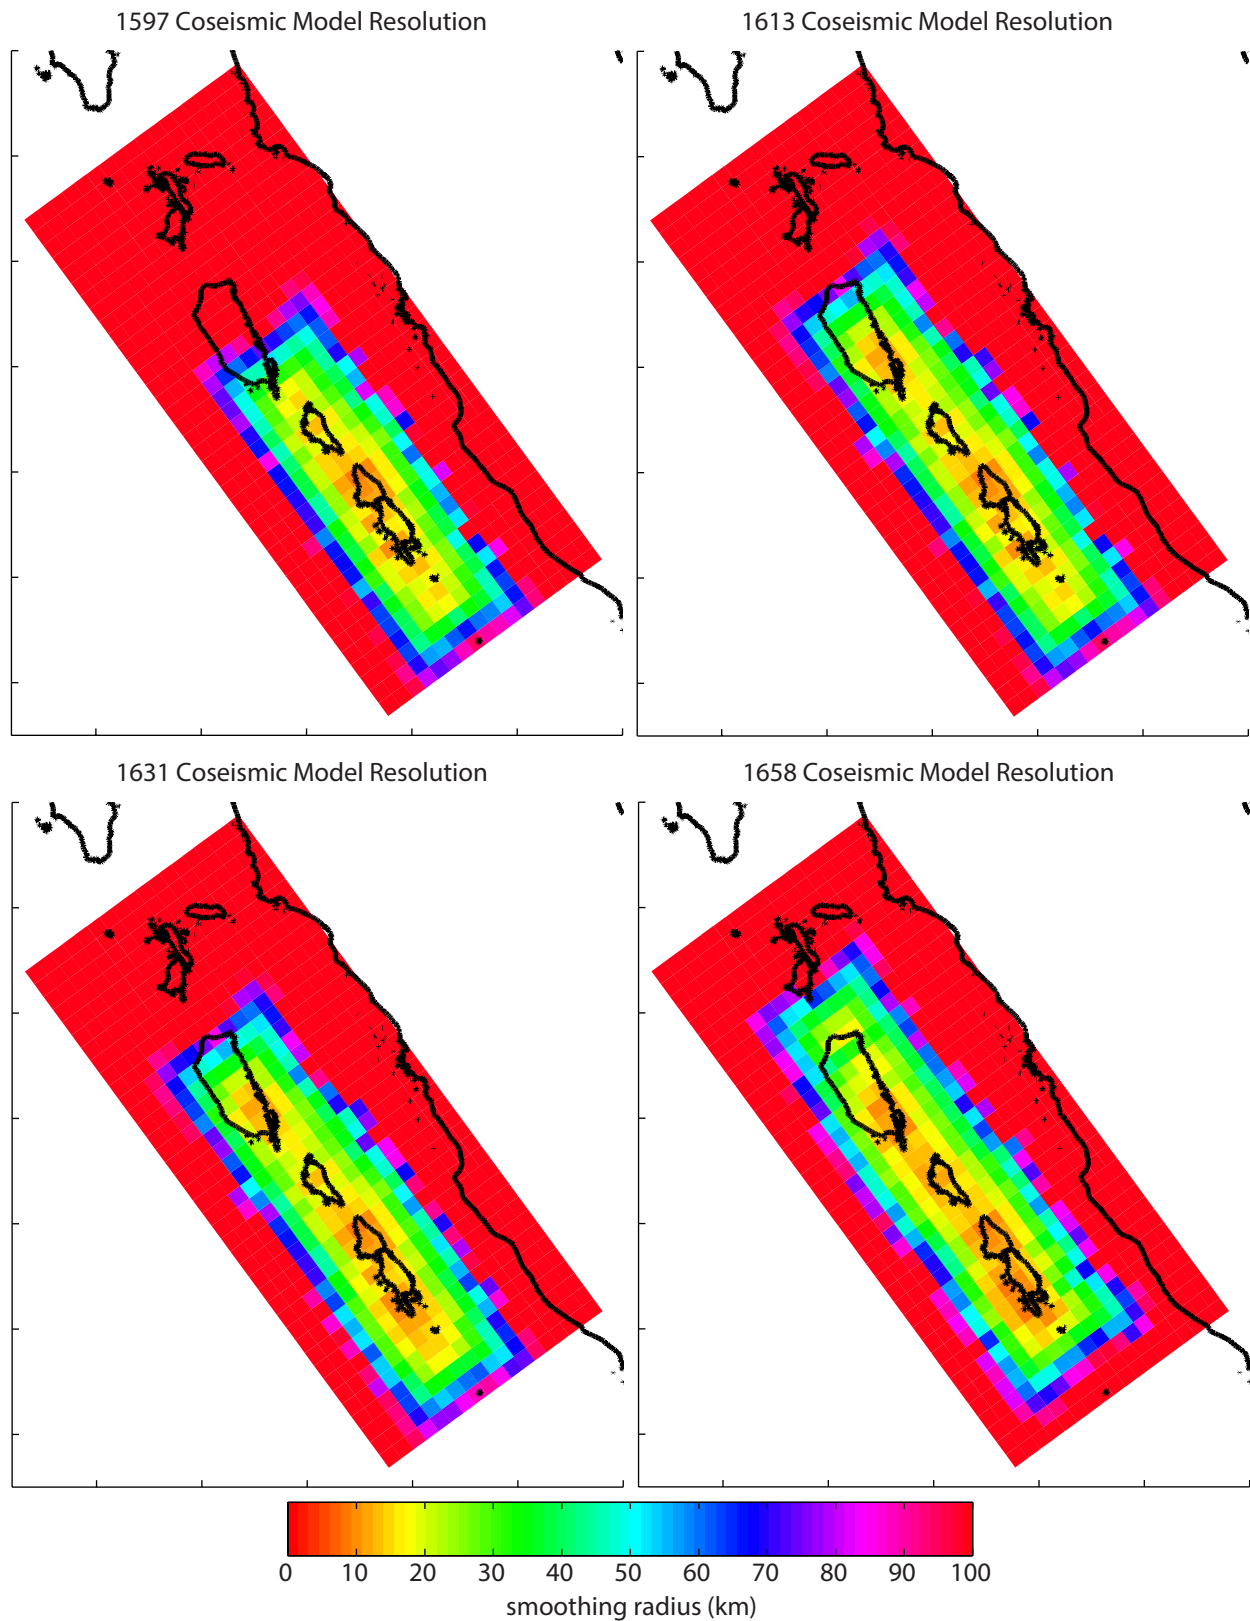 1597 Coseismic Model Resolution
1613 Coseismic Model Resolution
1631 Coseismic Model Resolution
1658 Coseismic Model Resolution
0 10 20 30 40 50 60 70 80 90 100
smoothing radius (km)